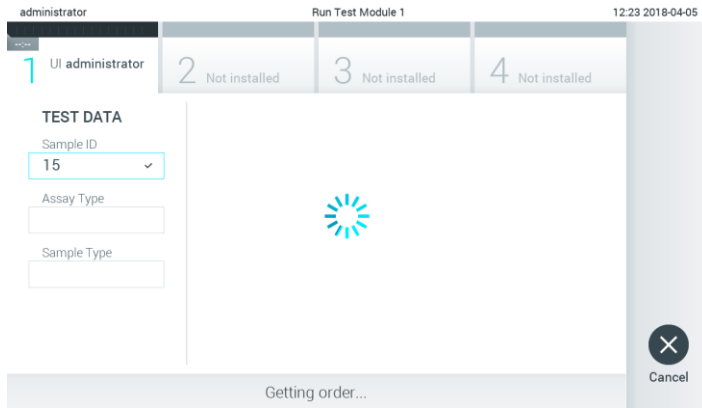 administrator Run Test Module 1 12:23 2018-04-05
--:--
1 UI administrator 2 Not installed 3 Not installed 4 Not installed
TEST DATA
Sample ID
15
Assay Type
Sample Type
Cancel
Getting order...